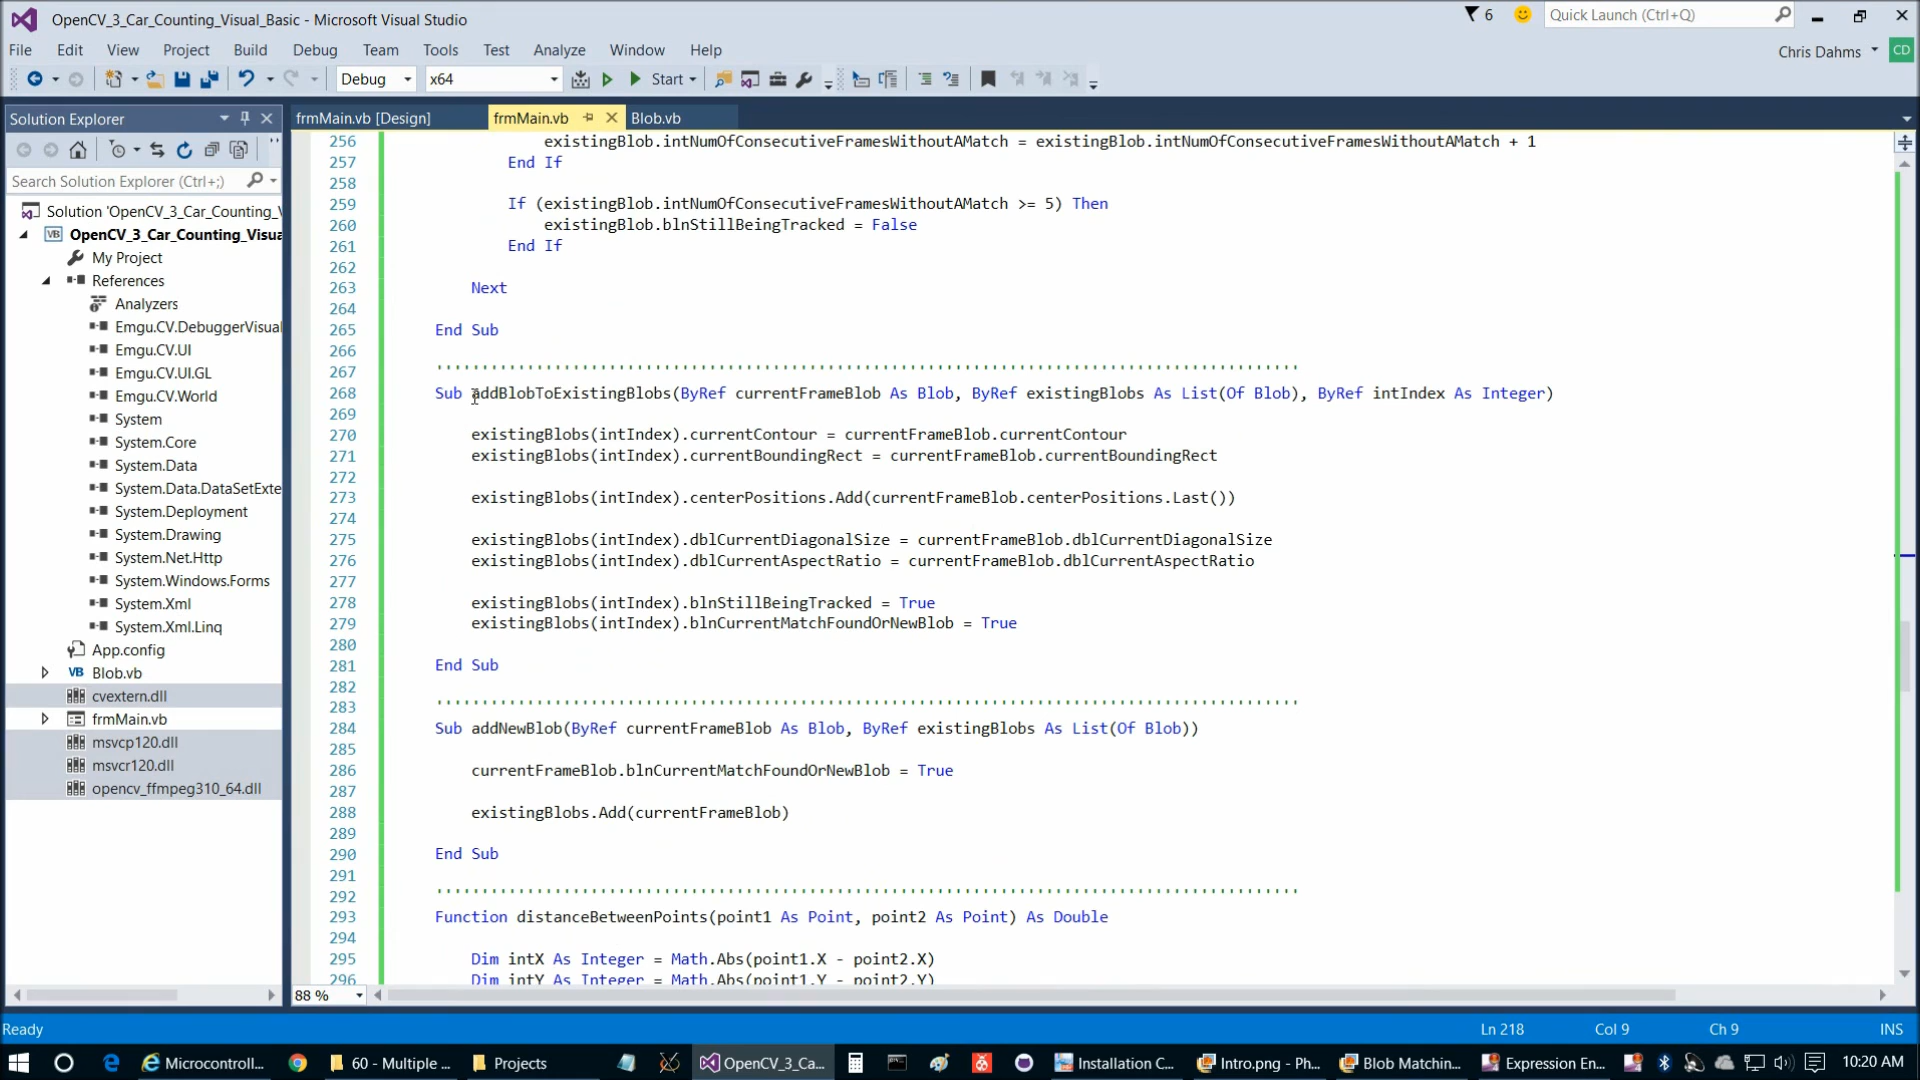 OpenCV_3_Car_Counting_Visual_Basic - Microsoft Visual Studio
6
Quick Launch (Ctrl+Q)
File Edit View Project Build Debug Team Tools Test Analyze Window Help
Chris Dahms CD
Debug x64 Start
Solution Explorer
frmMain.vb [Design] frmMain.vb Blob.vb
Search Solution Explorer (Ctrl+;)
Solution 'OpenCV_3_Car_Counting_V
VB OpenCV_3_Car_Counting_Visua
My Project
References
Analyzers
Emgu.CV.DebuggerVisual
Emgu.CV.UI
Emgu.CV.UI.GL
Emgu.CV.World
System
System.Core
System.Data
System.Data.DataSetExte
System.Deployment
System.Drawing
System.Net.Http
System.Windows.Forms
System.Xml
System.Xml.Linq
App.config
VB Blob.vb
cvextern.dll
frmMain.vb
msvcp120.dll
msvcr120.dll
opencv_ffmpeg310_64.dll
256 existingBlob.intNumOfConsecutiveFramesWithoutAMatch = existingBlob.intNumOfConsecutiveFramesWithoutAMatch + 1
257 End If
258
259 If (existingBlob.intNumOfConsecutiveFramesWithoutAMatch >= 5) Then
260 existingBlob.blnStillBeingTracked = False
261 End If
262
263 Next
264
265 End Sub
266
267 '''''''''''''''''''''''''''''''''''''''''''''''''''''''''''''''''''''''''''''''''''''''''''''''
268 Sub addBlobToExistingBlobs(ByRef currentFrameBlob As Blob, ByRef existingBlobs As List(Of Blob), ByRef intIndex As Integer)
269
270 existingBlobs(intIndex).currentContour = currentFrameBlob.currentContour
271 existingBlobs(intIndex).currentBoundingRect = currentFrameBlob.currentBoundingRect
272
273 existingBlobs(intIndex).centerPositions.Add(currentFrameBlob.centerPositions.Last())
274
275 existingBlobs(intIndex).dblCurrentDiagonalSize = currentFrameBlob.dblCurrentDiagonalSize
276 existingBlobs(intIndex).dblCurrentAspectRatio = currentFrameBlob.dblCurrentAspectRatio
277
278 existingBlobs(intIndex).blnStillBeingTracked = True
279 existingBlobs(intIndex).blnCurrentMatchFoundOrNewBlob = True
280
281 End Sub
282
283 '''''''''''''''''''''''''''''''''''''''''''''''''''''''''''''''''''''''''''''''''''''''''''''''
284 Sub addNewBlob(ByRef currentFrameBlob As Blob, ByRef existingBlobs As List(Of Blob))
285
286 currentFrameBlob.blnCurrentMatchFoundOrNewBlob = True
287
288 existingBlobs.Add(currentFrameBlob)
289
290 End Sub
291
292 '''''''''''''''''''''''''''''''''''''''''''''''''''''''''''''''''''''''''''''''''''''''''''''''
293 Function distanceBetweenPoints(point1 As Point, point2 As Point) As Double
294
295 Dim intX As Integer = Math.Abs(point1.X - point2.X)
296 Dim intY As Integer = Math.Abs(point1.Y - point2.Y)
88 %
Ready Ln 218 Col 9 Ch 9 INS
Microcontroll... 60 - Multiple ... Projects OpenCV_3_Ca... Installation C... Intro.png - Ph... Blob Matchin... Expression En... 10:20 AM